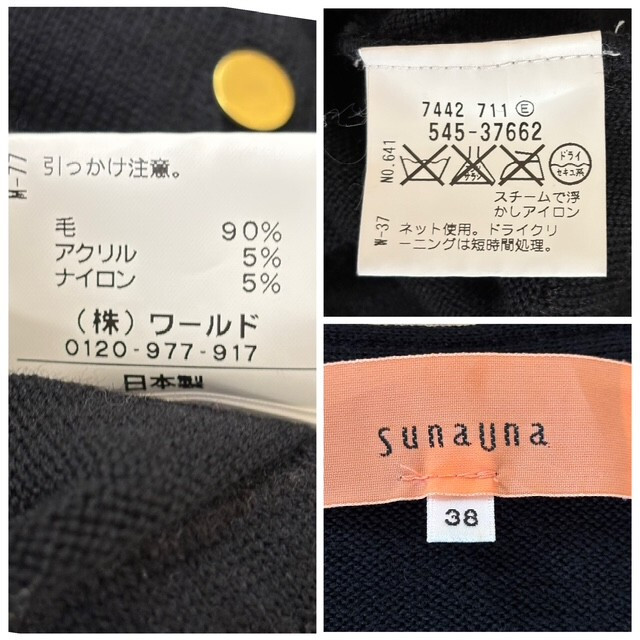 W-77
引っかけ注意。
毛 90%
アクリル 5%
ナイロン 5%
（株）ワールド
0120-977-917
日本製
7442 711 Ⓔ
545-37662
NO.641
ドライ
セキユ系
スチームで浮
かしアイロン
W-37
ネット使用。ドライクリ
ーニングは短時間処理。
sunauna
38